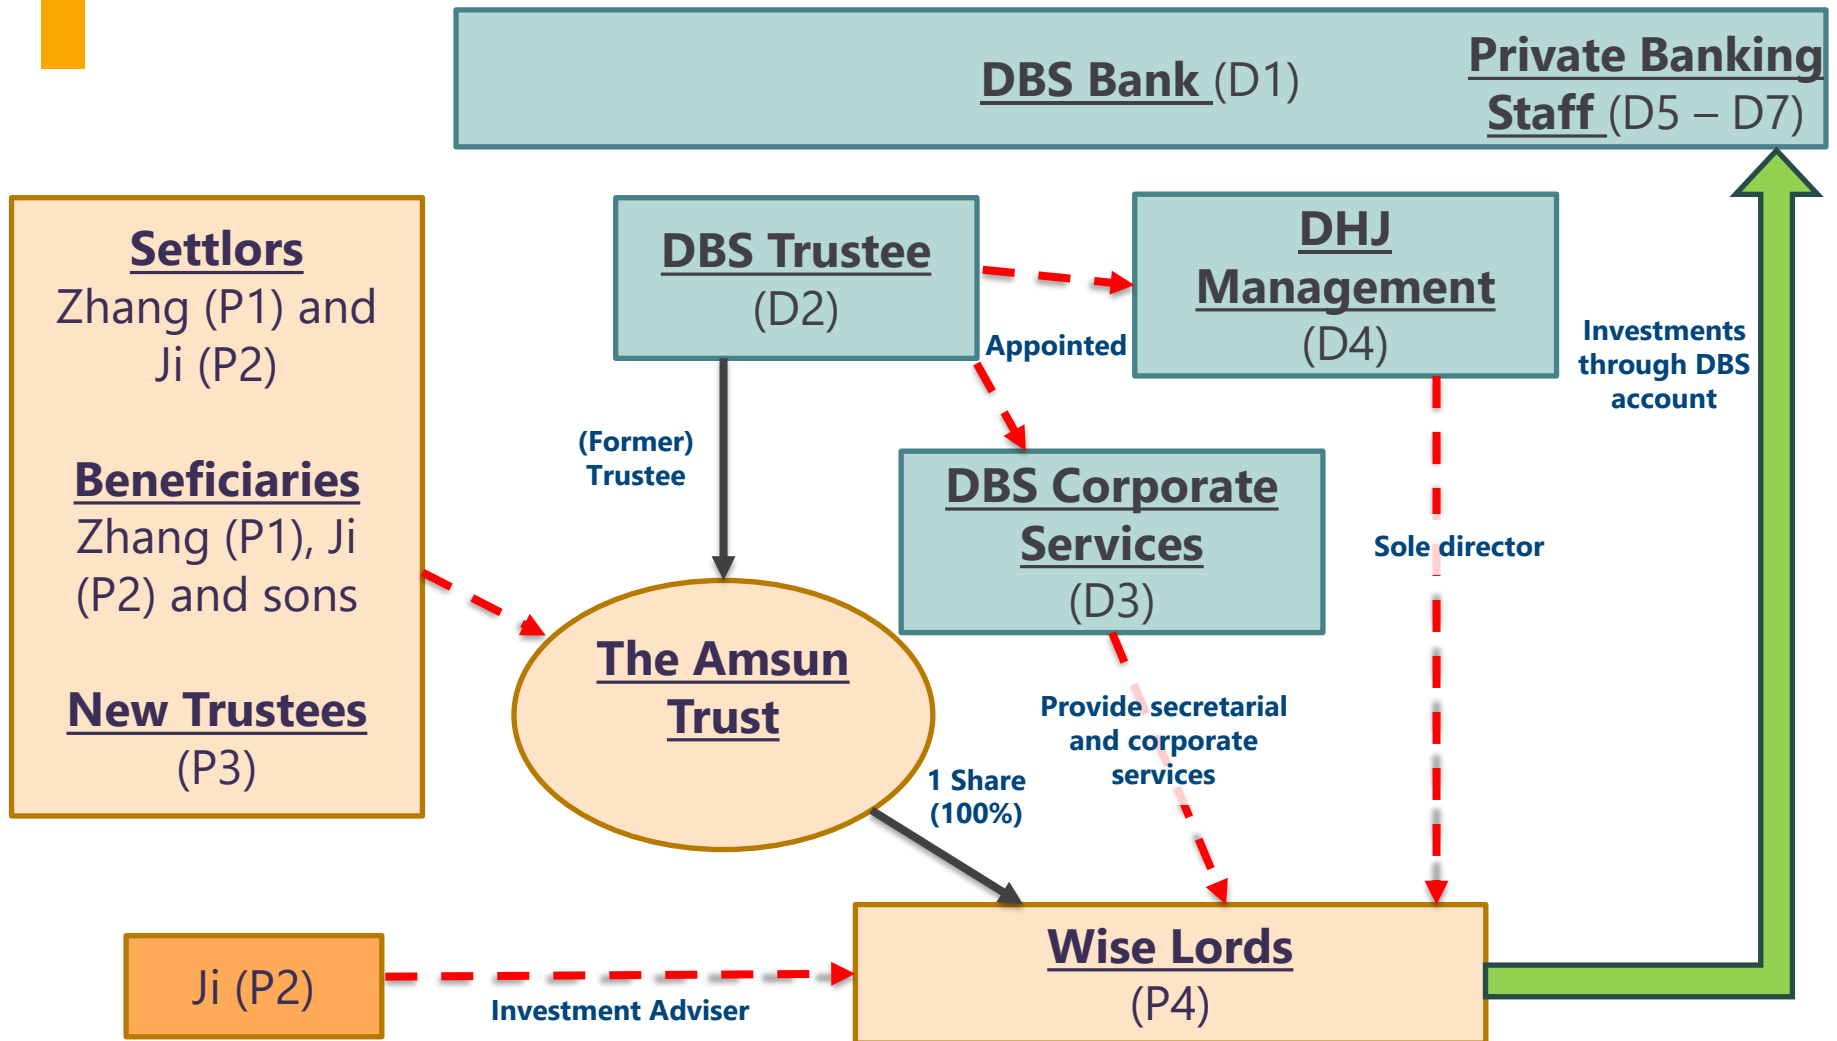 DBS Bank (D1)
Private Banking
Staff (D5 – D7)
Settlors
Zhang (P1) and
Ji (P2)
Beneficiaries
Zhang (P1), Ji
(P2) and sons
New Trustees
(P3)
DBS Trustee
(D2)
DHJ
Management
(D4)
Appointed
Investments
through DBS
account
(Former)
Trustee
DBS Corporate
Services
(D3)
Sole director
The Amsun
Trust
Provide secretarial
and corporate
services
1 Share
(100%)
Ji (P2)
Investment Adviser
Wise Lords
(P4)